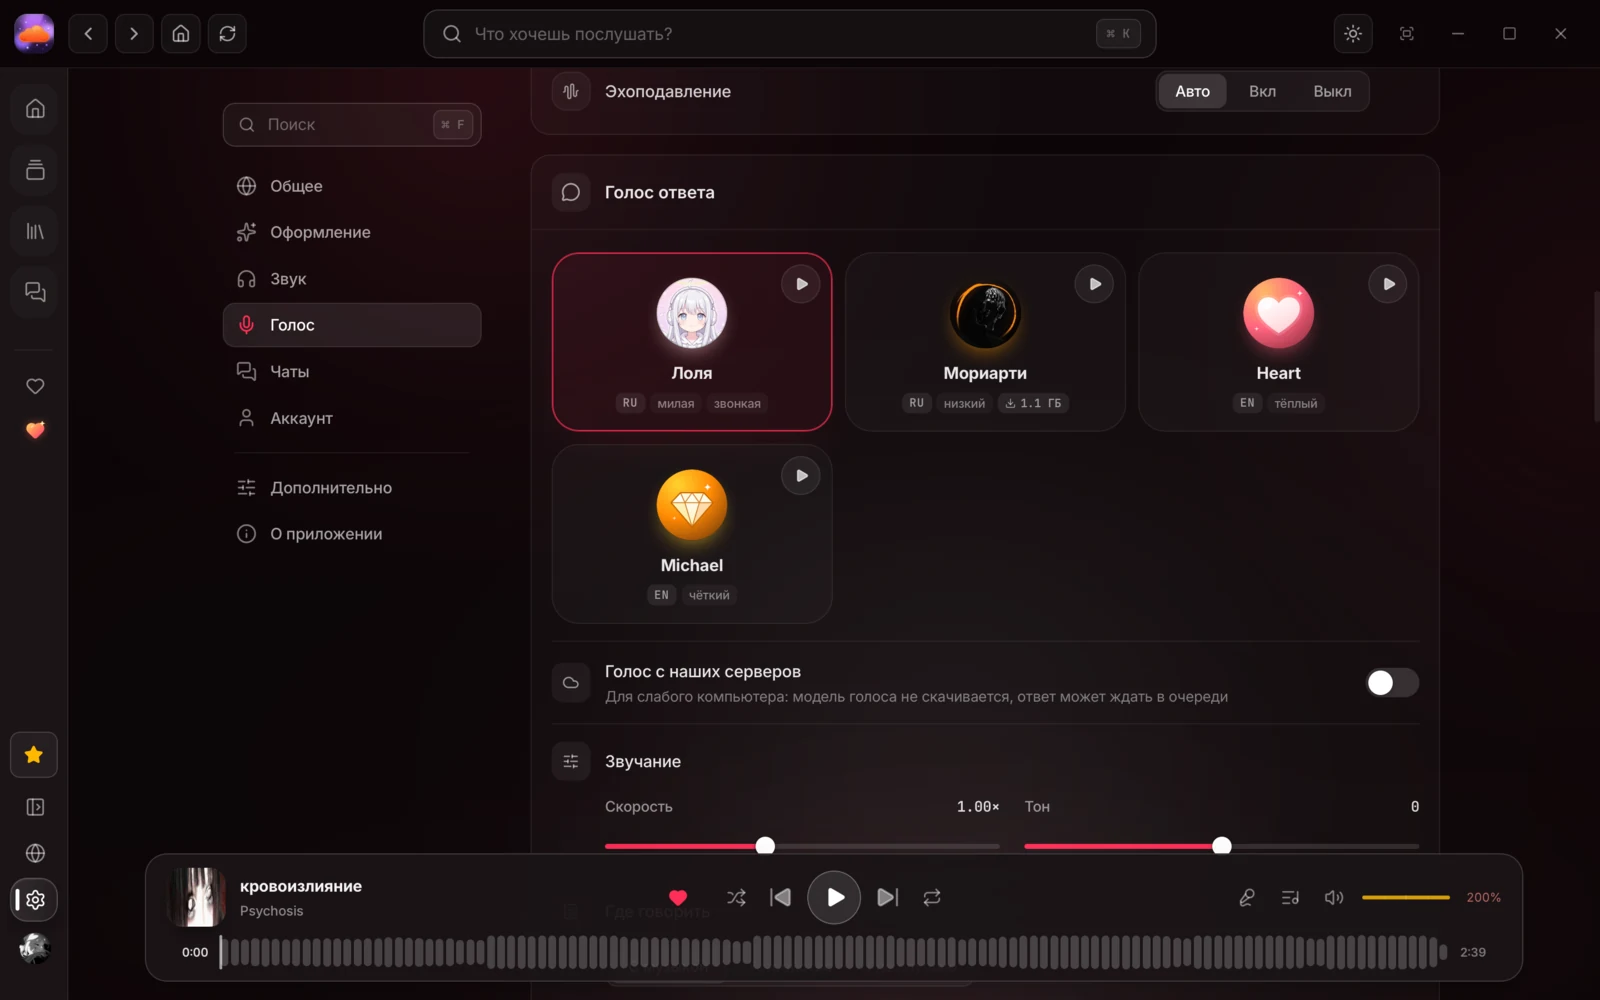 Что хочешь послушать?
⌘ K
Поиск
⌘ F
Общее
Оформление
Звук
Голос
Чаты
Аккаунт
Дополнительно
О приложении
Эхоподавление
Авто
Вкл
Выкл
Голос ответа
Лоля
RU милая звонкая
Мориарти
RU низкий 1.1 ГБ
Heart
EN тёплый
Michael
EN чёткий
Голос с наших серверов
Для слабого компьютера: модель голоса не скачивается, ответ может ждать в очереди
Звучание
Скорость 1.00×
Тон 0
Где говорить
кровоизлияние
Psychosis
200%
0:00
2:39